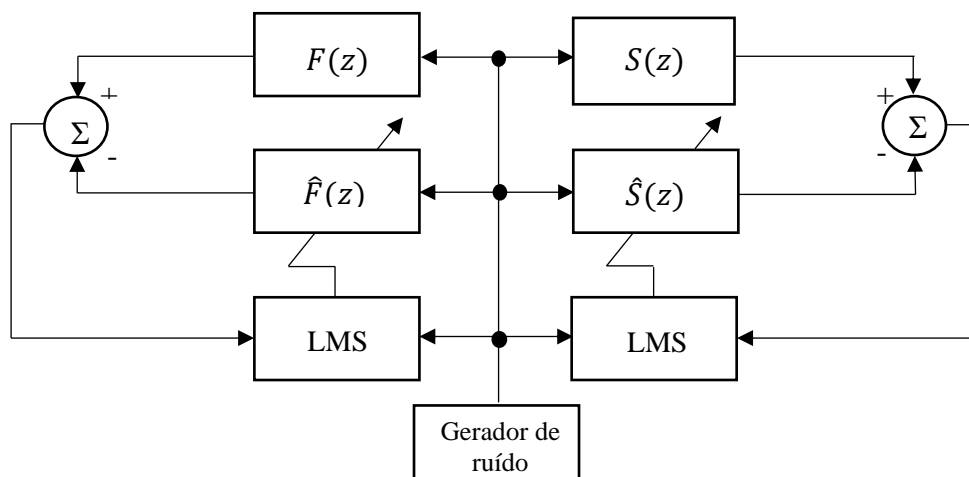 F(z)
S(z)
+
+
Σ
Σ
-
-
F̂(z)
Ŝ(z)
LMS
LMS
Gerador de
ruído